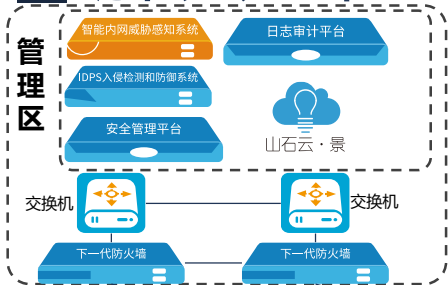 管理区
智能内网威胁感知系统
日志审计平台
IDPS入侵检测和防御系统
安全管理平台
山石云·景
交换机
交换机
下一代防火墙
下一代防火墙